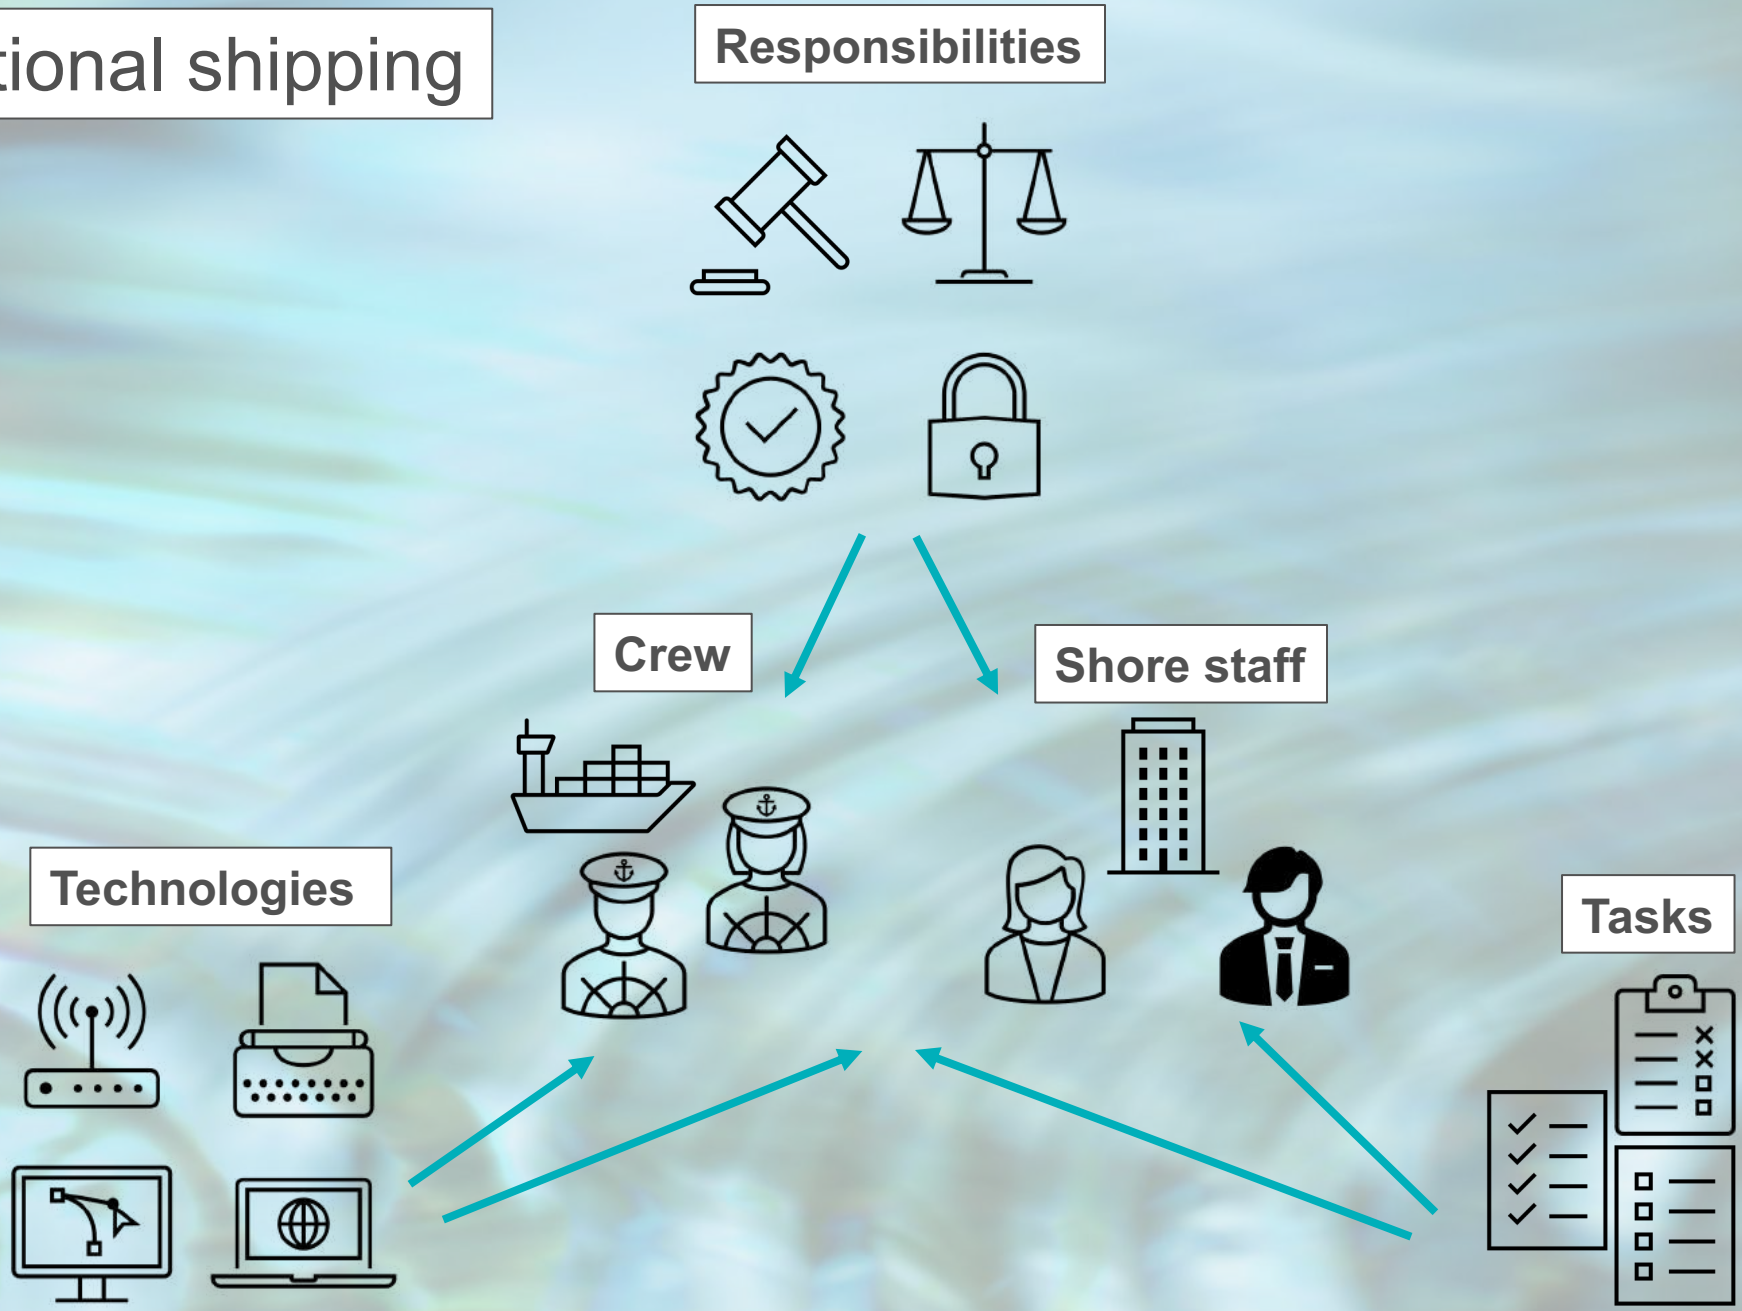 tional shipping
Responsibilities
Crew
Shore staff
Technologies
Tasks